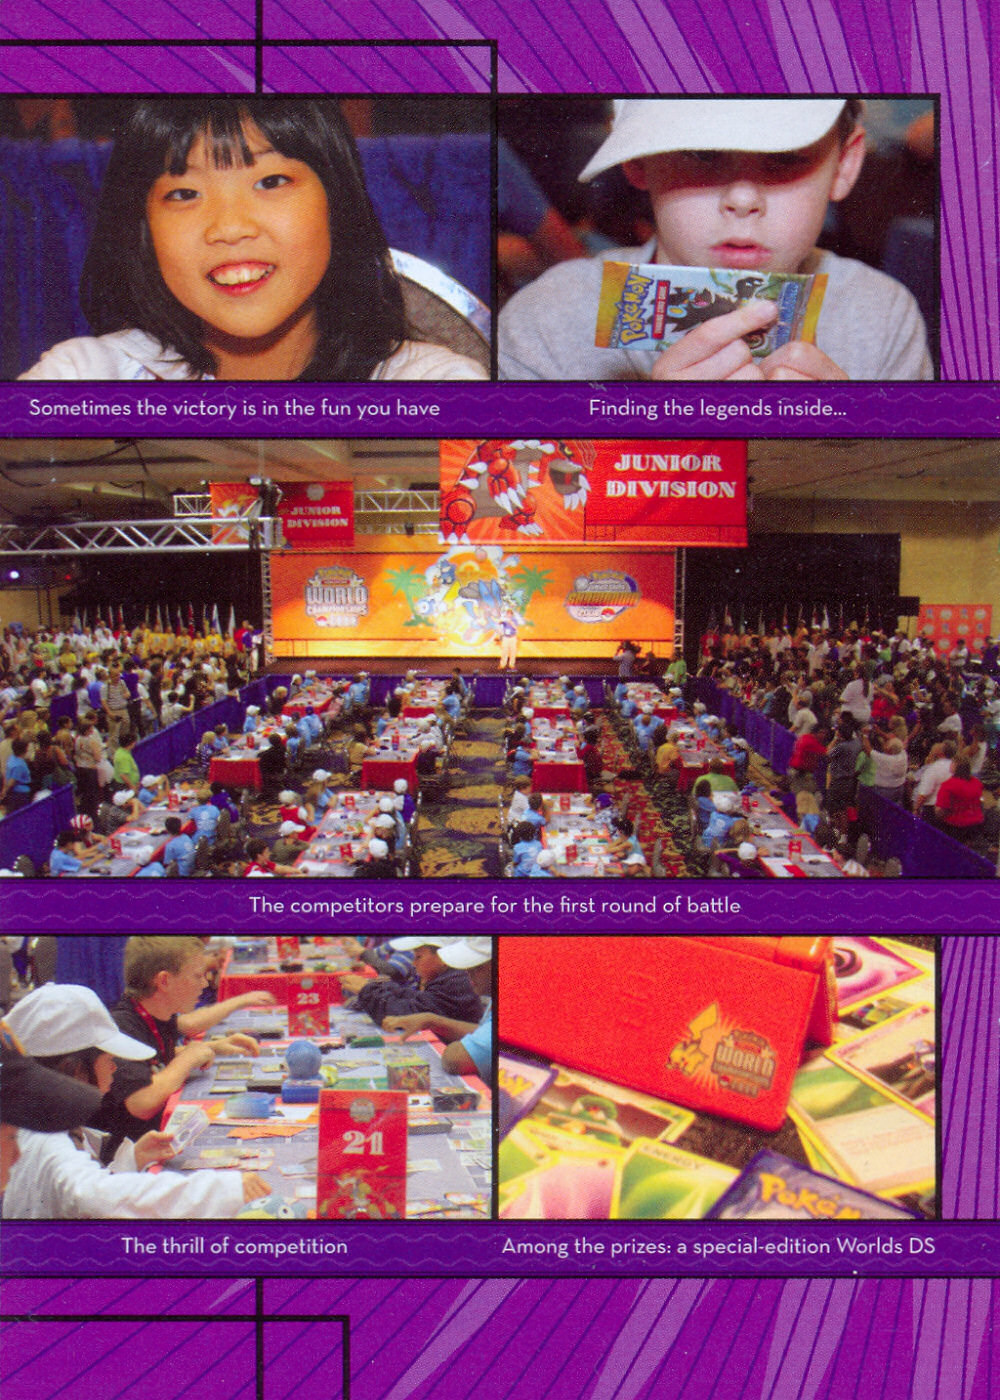 POKéMON
Sometimes the victory is in the fun you have
Finding the legends inside...
JUNIOR
DIVISION
JUNIOR
DIVISION
WORLD
The competitors prepare for the first round of battle
23
21
WORLD
ENERGY
POKéMON
The thrill of competition
Among the prizes: a special-edition Worlds DS